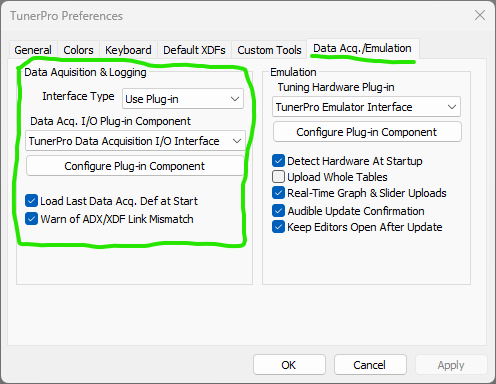 TunerPro Preferences
General Colors Keyboard Default XDFs Custom Tools Data Acq./Emulation
Data Aquisition & Logging
Interface Type Use Plug-in
Data Acq. I/O Plug-in Component
TunerPro Data Acquisition I/O Interface
Configure Plug-in Component
Load Last Data Acq. Def at Start
Warn of ADX/XDF Link Mismatch
Emulation
Tuning Hardware Plug-in
TunerPro Emulator Interface
Configure Plug-in Component
Detect Hardware At Startup
Upload Whole Tables
Real-Time Graph & Slider Uploads
Audible Update Confirmation
Keep Editors Open After Update
OK Cancel Apply